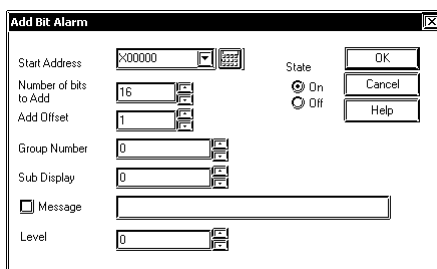 Add Bit Alarm
Start Address X00000
State
OK
Number of bits to Add 16
On
Cancel
Off
Add Offset 1
Help
Group Number 0
Sub Display 0
Message
Level 0